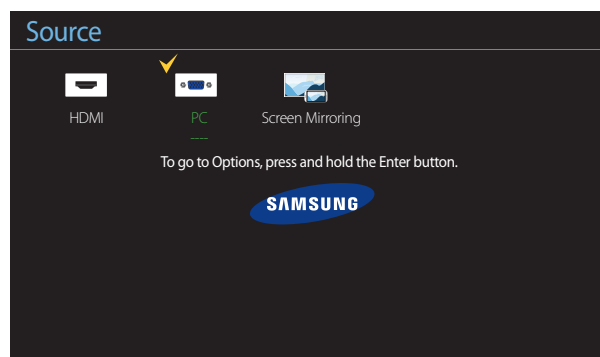 Source
HDMI PC Screen Mirroring
----
To go to Options, press and hold the Enter button.
SAMSUNG